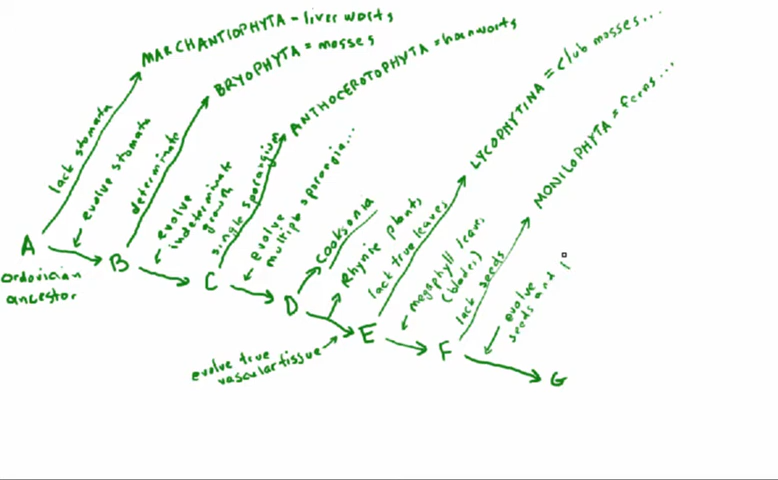 MARCHANTIOPHYTA - liver worts
BRYOPHYTA = mosses
ANTHOCEROTOPHYTA = hornworts
LYCOPHYTINA = club mosses...
MONILOPHYTA = ferns...
lack stomata
evolve stomata
determinate
evolve
indeterminate
growth
single sporangium
evolve
multiple sporangia...
Cooksonia
Rhynie plants
lack true leaves
megaphyll leaves
(blades)
lack seeds
evolve
seeds and
A
Ordovician
ancestor
B
C
D
E
F
G
evolve true
vascular tissue